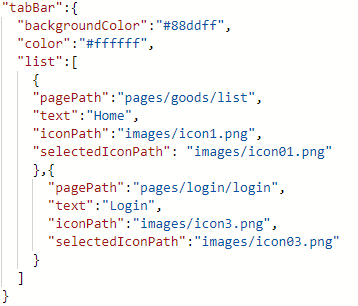 "tabBar":{
"backgroundColor":"#88ddff",
"color":"#ffffff",
"list":[
{
"pagePath":"pages/goods/list",
"text":"Home",
"iconPath":"images/icon1.png",
"selectedIconPath": "images/icon01.png"
},{
"pagePath":"pages/login/login",
"text":"Login",
"iconPath":"images/icon3.png",
"selectedIconPath":"images/icon03.png"
}
]
}